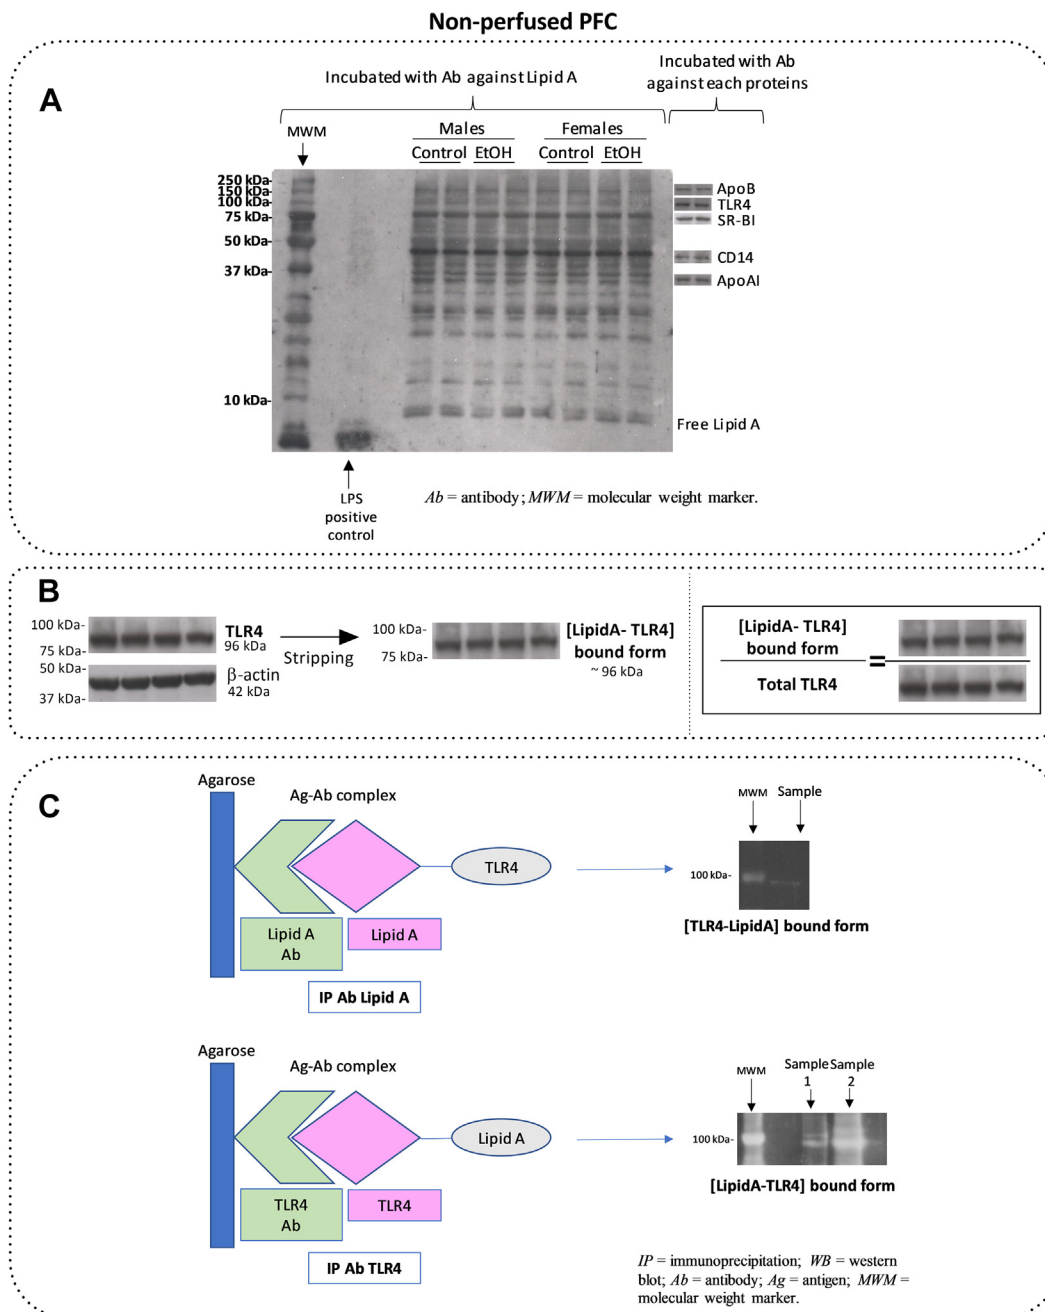 Non-perfused PFC
A
Incubated with Ab against Lipid A
Incubated with Ab
against each proteins
MWM
Males
Females
Control EtOH
Control EtOH
250 kDa-
150 kDa-
100 kDa-
75 kDa-
50 kDa-
37 kDa-
10 kDa-
ApoB
TLR4
SR-BI
CD14
ApoAI
Free Lipid A
LPS
positive
control
Ab = antibody; MWM = molecular weight marker.
B
100 kDa-
75 kDa-
50 kDa-
37 kDa-
TLR4
96 kDa
β-actin
42 kDa
Stripping
100 kDa-
75 kDa-
[LipidA- TLR4]
bound form
~ 96 kDa
[LipidA- TLR4]
bound form
=
Total TLR4
C
Agarose
Ag-Ab complex
TLR4
Lipid A
Ab
Lipid A
IP Ab Lipid A
MWM
Sample
100 kDa-
[TLR4-LipidA] bound form
Agarose
Ag-Ab complex
Lipid A
TLR4
Ab
TLR4
IP Ab TLR4
MWM
Sample
1
Sample
2
100 kDa-
[LipidA-TLR4] bound form
IP = immunoprecipitation; WB = western
blot; Ab = antibody; Ag = antigen; MWM =
molecular weight marker.